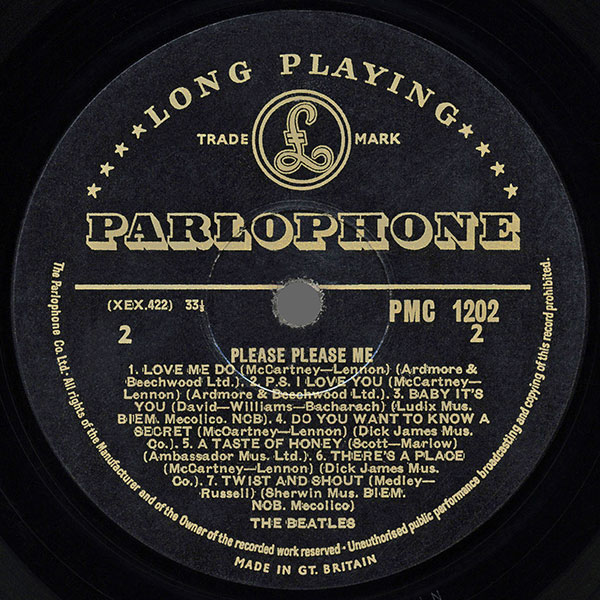 ★★★★★ LONG PLAYING ★★★★★
TRADE £ MARK
PARLOPHONE
(XEX.422) 33⅓
PMC 1202
2
2
PLEASE PLEASE ME
1. LOVE ME DO (McCartney—Lennon) (Ardmore &
Beechwood Ltd.). 2. P.S. I LOVE YOU (McCartney—
Lennon) (Ardmore & Beechwood Ltd.). 3. BABY IT'S
YOU (David—Williams—Bacharach) (Ludix Mus.
BIEM. Mecolico. NCB). 4. DO YOU WANT TO KNOW A
SECRET (McCartney—Lennon) (Dick James Mus.
Co.). 5. A TASTE OF HONEY (Scott—Marlow)
(Ambassador Mus. Ltd.). 6. THERE'S A PLACE
(McCartney—Lennon) (Dick James Mus.
Co.). 7. TWIST AND SHOUT (Medley—
Russell) (Sherwin Mus. BIEM.
NCB. Mecolico)
THE BEATLES
The Parlophone Co. Ltd. All rights of the Manufacturer and of the Owner of the recorded work reserved · Unauthorised public performance broadcasting and copying of this record prohibited.
MADE IN GT. BRITAIN